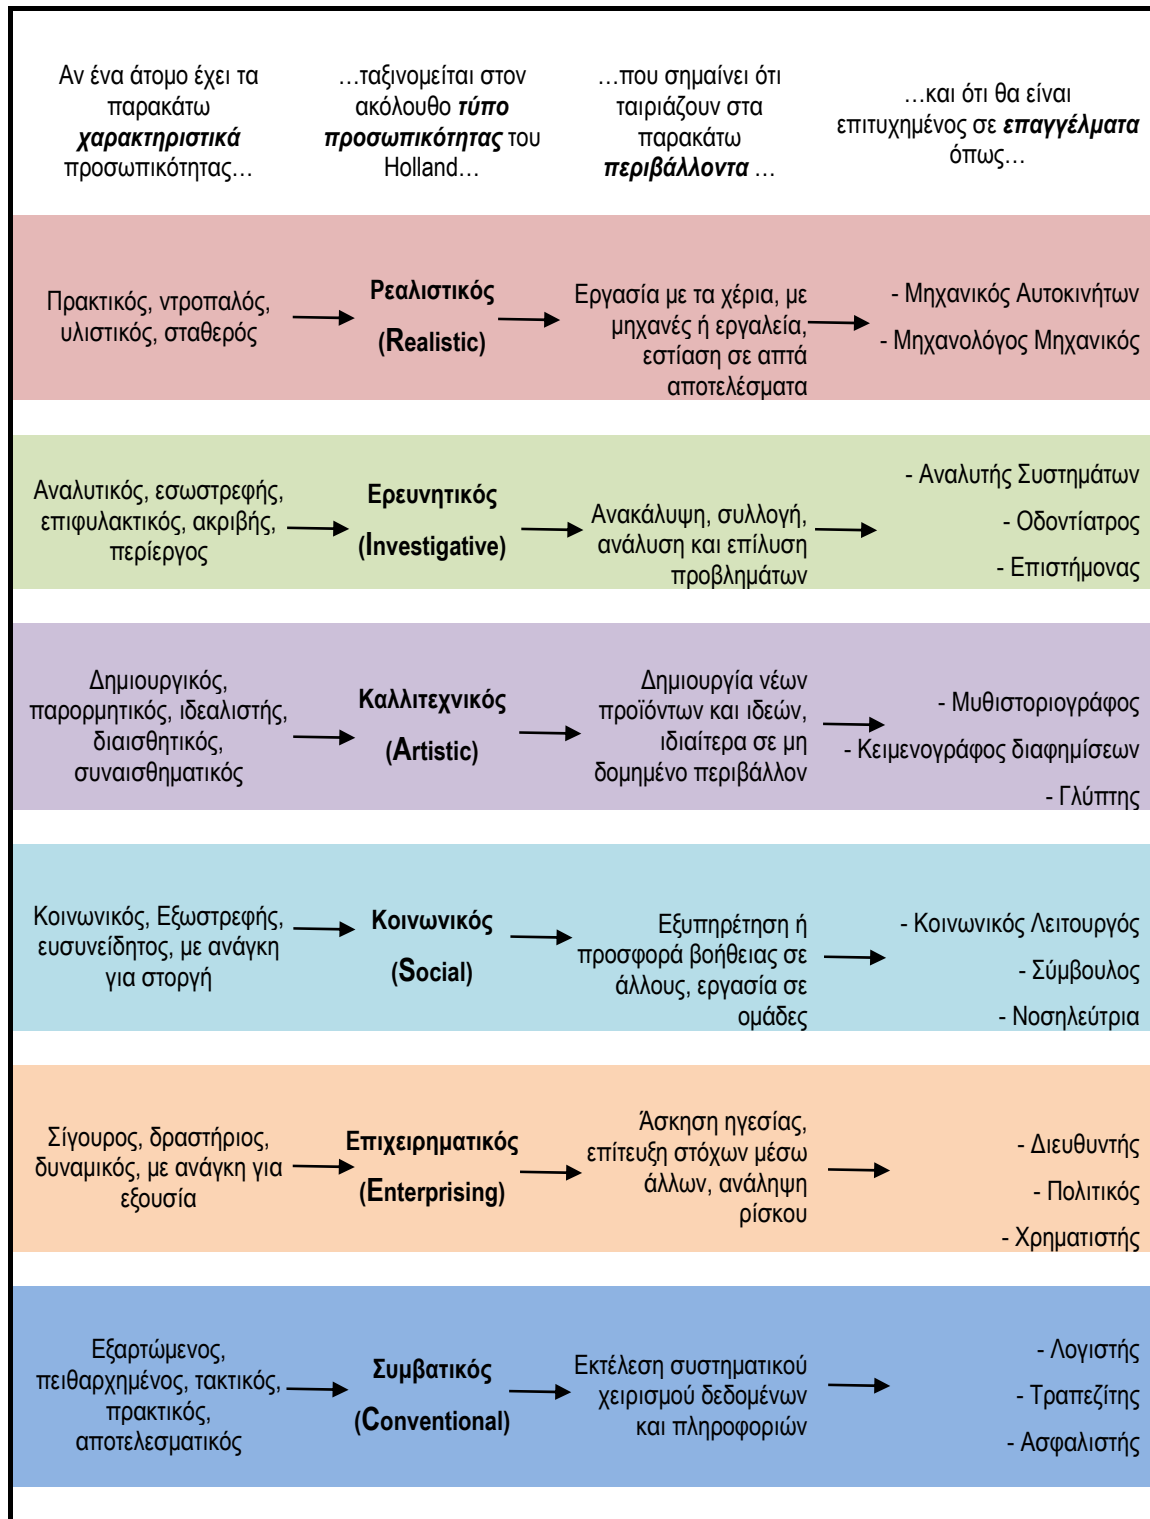 Αν ένα άτομο έχει τα
παρακάτω
χαρακτηριστικά
προσωπικότητας…
…ταξινομείται στον
ακόλουθο τύπο
προσωπικότητας του
Holland…
…που σημαίνει ότι
ταιριάζουν στα
παρακάτω
περιβάλλοντα …
…και ότι θα είναι
επιτυχημένος σε επαγγέλματα
όπως…
Πρακτικός, ντροπαλός,
υλιστικός, σταθερός
Ρεαλιστικός
(Realistic)
Εργασία με τα χέρια, με
μηχανές ή εργαλεία,
εστίαση σε απτά
αποτελέσματα
- Μηχανικός Αυτοκινήτων
- Μηχανολόγος Μηχανικός
Αναλυτικός, εσωστρεφής,
επιφυλακτικός, ακριβής,
περίεργος
Ερευνητικός
(Investigative)
Ανακάλυψη, συλλογή,
ανάλυση και επίλυση
προβλημάτων
- Αναλυτής Συστημάτων
- Οδοντίατρος
- Επιστήμονας
Δημιουργικός,
παρορμητικός, ιδεαλιστής,
διαισθητικός,
συναισθηματικός
Καλλιτεχνικός
(Artistic)
Δημιουργία νέων
προϊόντων και ιδεών,
ιδιαίτερα σε μη
δομημένο περιβάλλον
- Μυθιστοριογράφος
- Κειμενογράφος διαφημίσεων
- Γλύπτης
Κοινωνικός, Εξωστρεφής,
ευσυνείδητος, με ανάγκη
για στοργή
Κοινωνικός
(Social)
Εξυπηρέτηση ή
προσφορά βοήθειας σε
άλλους, εργασία σε
ομάδες
- Κοινωνικός Λειτουργός
- Σύμβουλος
- Νοσηλεύτρια
Σίγουρος, δραστήριος,
δυναμικός, με ανάγκη για
εξουσία
Επιχειρηματικός
(Enterprising)
Άσκηση ηγεσίας,
επίτευξη στόχων μέσω
άλλων, ανάληψη
ρίσκου
- Διευθυντής
- Πολιτικός
- Χρηματιστής
Εξαρτώμενος,
πειθαρχημένος, τακτικός,
πρακτικός,
αποτελεσματικός
Συμβατικός
(Conventional)
Εκτέλεση συστηματικού
χειρισμού δεδομένων
και πληροφοριών
- Λογιστής
- Τραπεζίτης
- Ασφαλιστής